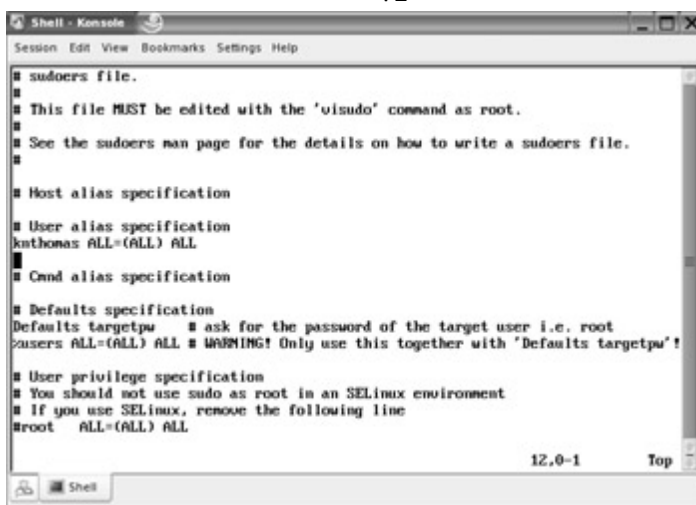 Shell - Konsole
Session Edit View Bookmarks Settings Help
# sudoers file.
#
# This file MUST be edited with the 'visudo' command as root.
#
# See the sudoers man page for the details on how to write a sudoers file.
#
# Host alias specification
# User alias specification
knthomas ALL=(ALL) ALL
# Cmnd alias specification
# Defaults specification
Defaults targetpw # ask for the password of the target user i.e. root
%users ALL=(ALL) ALL # WARNING! Only use this together with 'Defaults targetpw'!
# User privilege specification
# You should not use sudo as root in an SELinux environment
# If you use SELinux, remove the following line
#root ALL=(ALL) ALL
12,0-1 Top
Shell